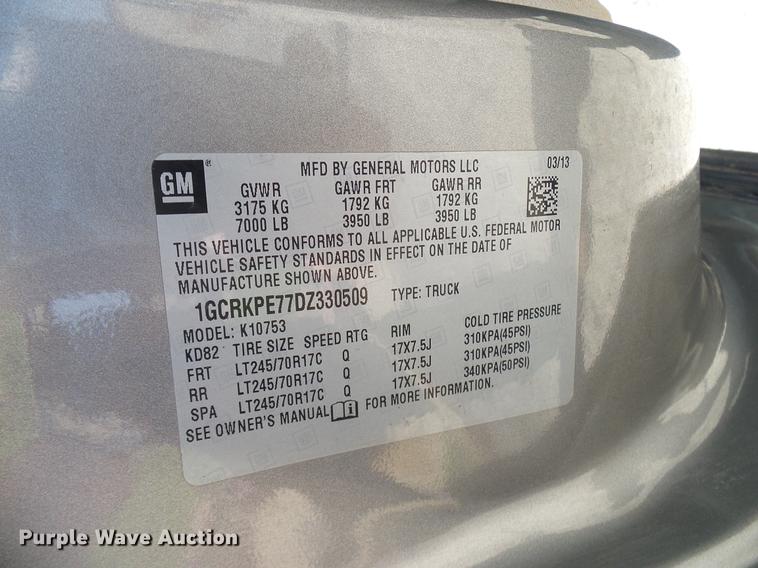 GM ®
MFD BY GENERAL MOTORS LLC 03/13
GVWR GAWR FRT GAWR RR
3175 KG 1792 KG 1792 KG
7000 LB 3950 LB 3950 LB
THIS VEHICLE CONFORMS TO ALL APPLICABLE U.S. FEDERAL MOTOR
VEHICLE SAFETY STANDARDS IN EFFECT ON THE DATE OF
MANUFACTURE SHOWN ABOVE.
1GCRKPE77DZ330509 TYPE: TRUCK
MODEL: K10753
KD82 TIRE SIZE SPEED RTG RIM COLD TIRE PRESSURE
FRT LT245/70R17C Q 17X7.5J 310KPA(45PSI)
RR LT245/70R17C Q 17X7.5J 310KPA(45PSI)
SPA LT245/70R17C Q 17X7.5J 340KPA(50PSI)
SEE OWNER'S MANUAL FOR MORE INFORMATION.
Purple Wave Auction